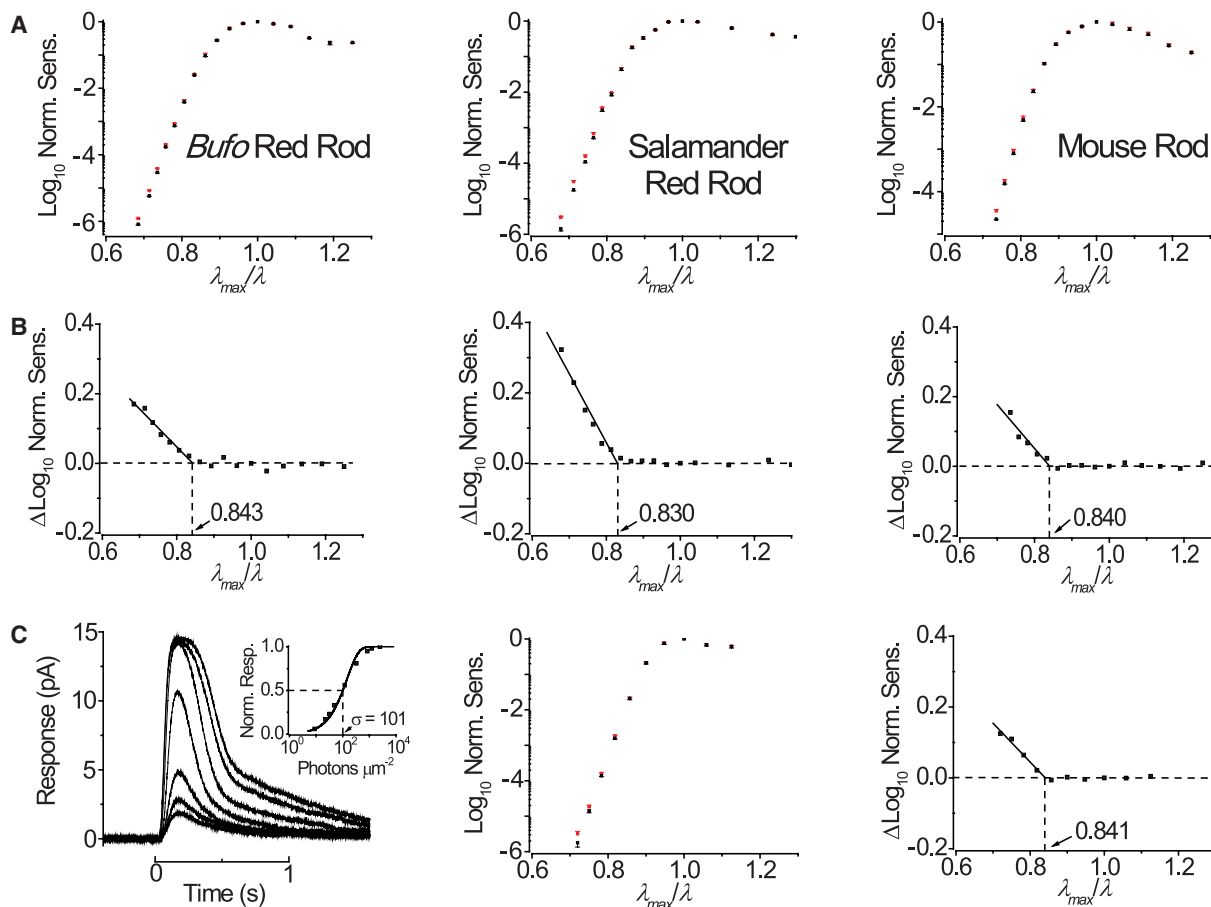 A
Log10 Norm. Sens.
0
-2
-4
-6
0.6 0.8 1.0 1.2
λmax/λ
Bufo Red Rod
Log10 Norm. Sens.
0
-2
-4
-6
0.6 0.8 1.0 1.2
λmax/λ
Salamander
Red Rod
Log10 Norm. Sens.
0
-2
-4
0.6 0.8 1.0 1.2
λmax/λ
Mouse Rod
B
ΔLog10 Norm. Sens.
0.4
0.2
0.0
-0.2
0.843
0.6 0.8 1.0 1.2
λmax/λ
ΔLog10 Norm. Sens.
0.4
0.2
0.0
-0.2
0.830
0.6 0.8 1.0 1.2
λmax/λ
ΔLog10 Norm. Sens.
0.4
0.2
0.0
-0.2
0.840
0.6 0.8 1.0 1.2
λmax/λ
C
Response (pA)
15
10
5
0
0 1
Time (s)
Norm. Resp.
1.0
0.5
0.0
σ = 101
10^0 10^2 10^4
Photons μm^-2
Log10 Norm. Sens.
0
-2
-4
-6
0.6 0.8 1.0 1.2
λmax/λ
ΔLog10 Norm. Sens.
0.4
0.2
0.0
-0.2
0.841
0.6 0.8 1.0 1.2
λmax/λ